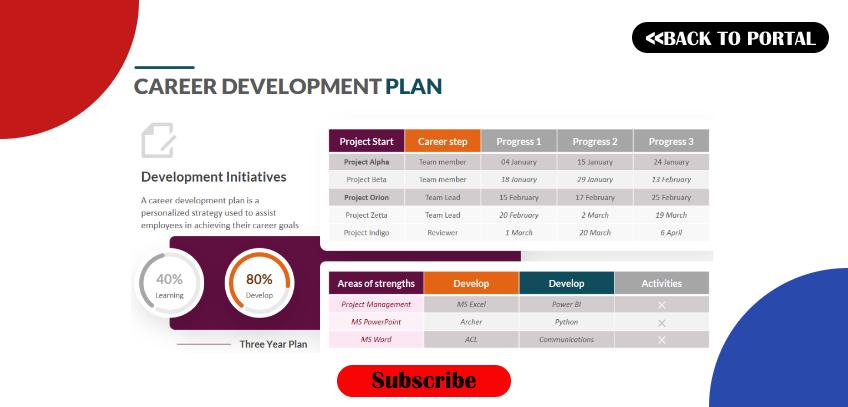 ≪BACK TO PORTAL
CAREER DEVELOPMENT PLAN
Development Initiatives
A career development plan is a
personalized strategy used to assist
employees in achieving their career goals
40%
Learning
80%
Develop
Three Year Plan
Project Start Career step Progress 1 Progress 2 Progress 3
Project Alpha Team member 04 January 15 January 24 January
Project Beta Team member 18 January 29 January 13 February
Project Orion Team Lead 15 February 17 February 25 February
Project Zetta Team Lead 20 February 2 March 19 March
Project Indigo Reviewer 1 March 20 March 6 April
Areas of strengths Develop Develop Activities
Project Management MS Excel Power BI
MS PowerPoint Archer Python
MS Word ACL Communications
Subscribe